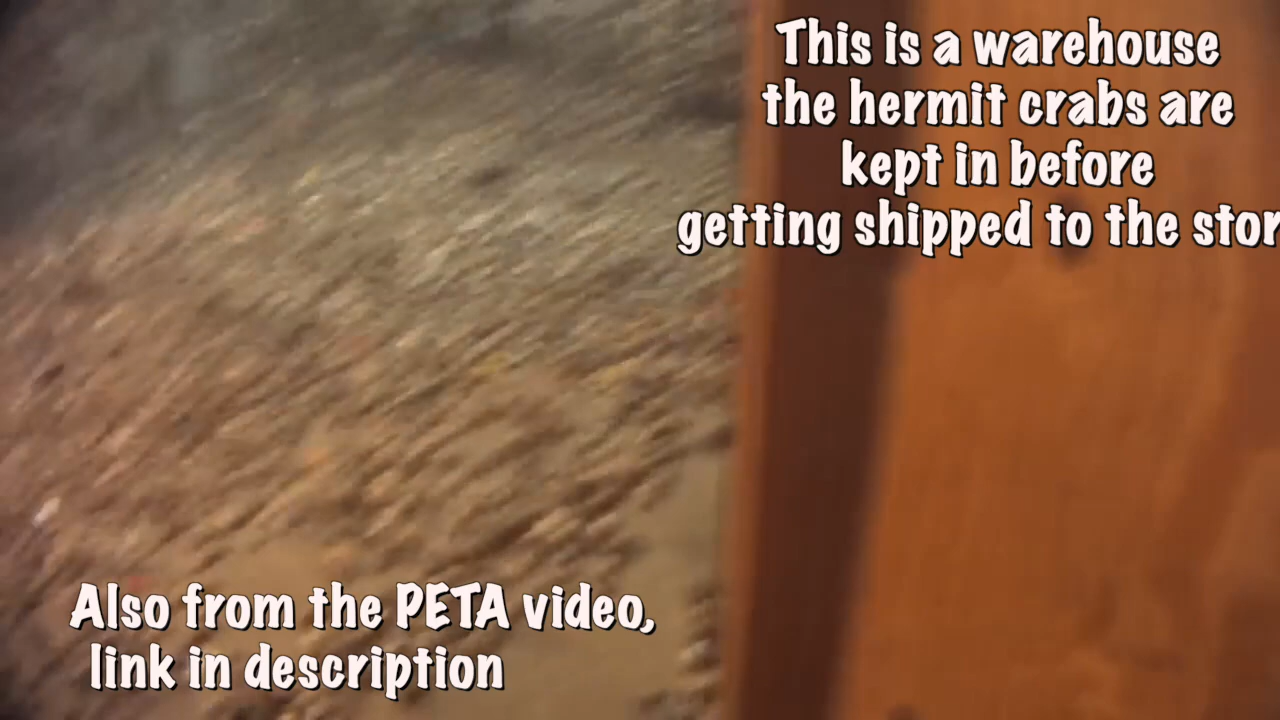 This is a warehouse
the hermit crabs are
kept in before
getting shipped to the stor
Also from the PETA video,
link in description